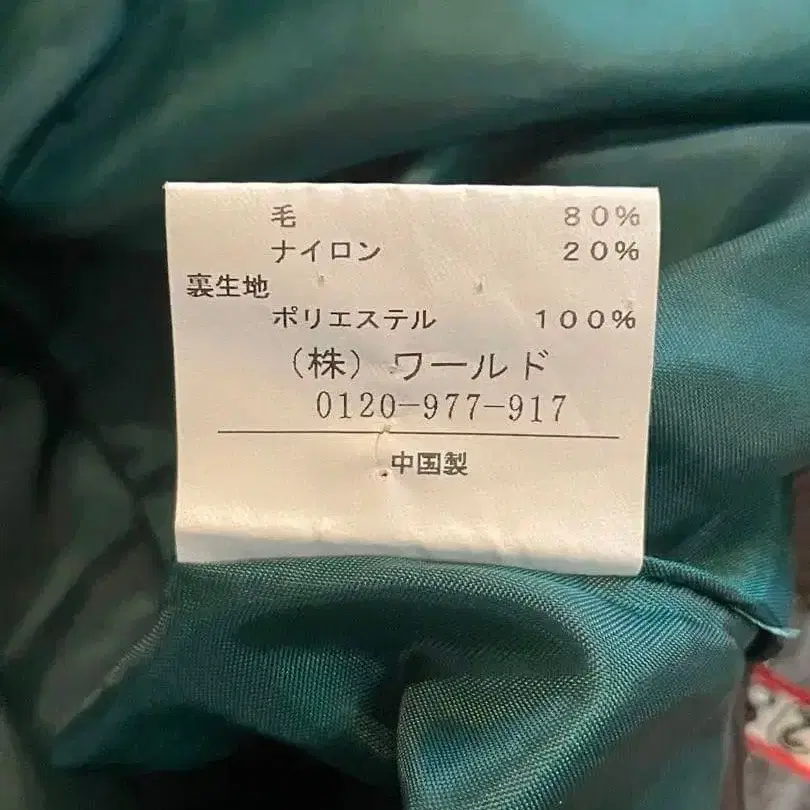 毛 80%
ナイロン 20%
裏生地
ポリエステル 100%
（株）ワールド
0120-977-917
中国製